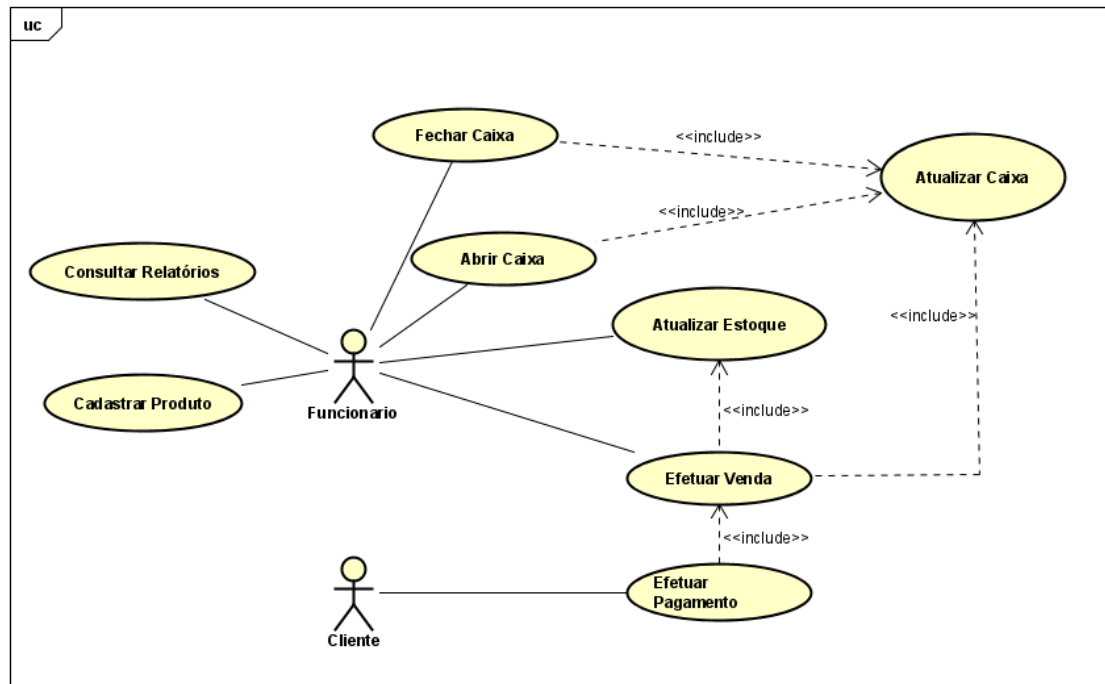 uc
Fechar Caixa
<<include>>
Atualizar Caixa
<<include>>
Abrir Caixa
Consultar Relatórios
Atualizar Estoque
<<include>>
Cadastrar Produto
Funcionario
<<include>>
Efetuar Venda
<<include>>
Efetuar
Pagamento
Cliente